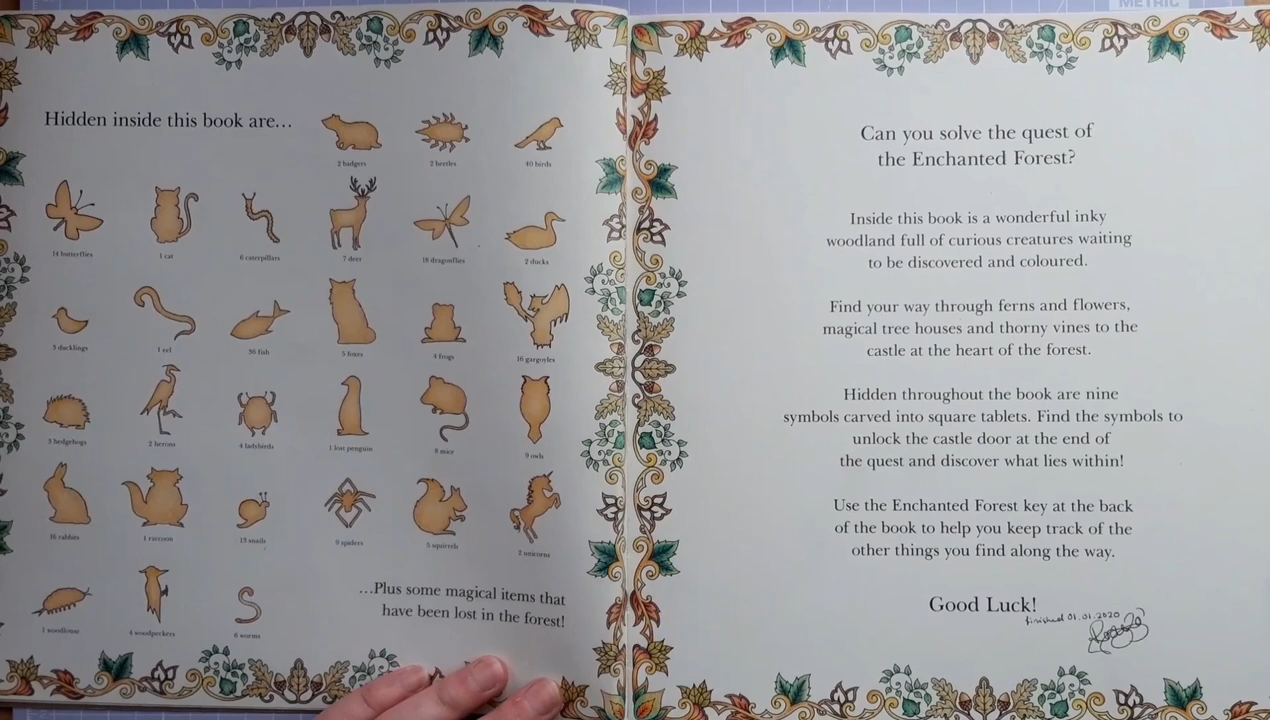 METRIC
Hidden inside this book are...
2 badgers
2 beetles
40 birds
14 butterflies
1 cat
6 caterpillars
7 deer
18 dragonflies
2 ducks
3 ducklings
1 eel
36 fish
5 foxes
4 frogs
16 gargoyles
3 hedgehogs
2 herons
4 ladybirds
1 lost penguin
8 mice
9 owls
16 rabbits
1 raccoon
13 snails
9 spiders
5 squirrels
2 unicorns
1 woodlouse
4 woodpeckers
6 worms
...Plus some magical items that
have been lost in the forest!
Can you solve the quest of
the Enchanted Forest?
Inside this book is a wonderful inky
woodland full of curious creatures waiting
to be discovered and coloured.
Find your way through ferns and flowers,
magical tree houses and thorny vines to the
castle at the heart of the forest.
Hidden throughout the book are nine
symbols carved into square tablets. Find the symbols to
unlock the castle door at the end of
the quest and discover what lies within!
Use the Enchanted Forest key at the back
of the book to help you keep track of the
other things you find along the way.
Good Luck!
finished 01.01.2020